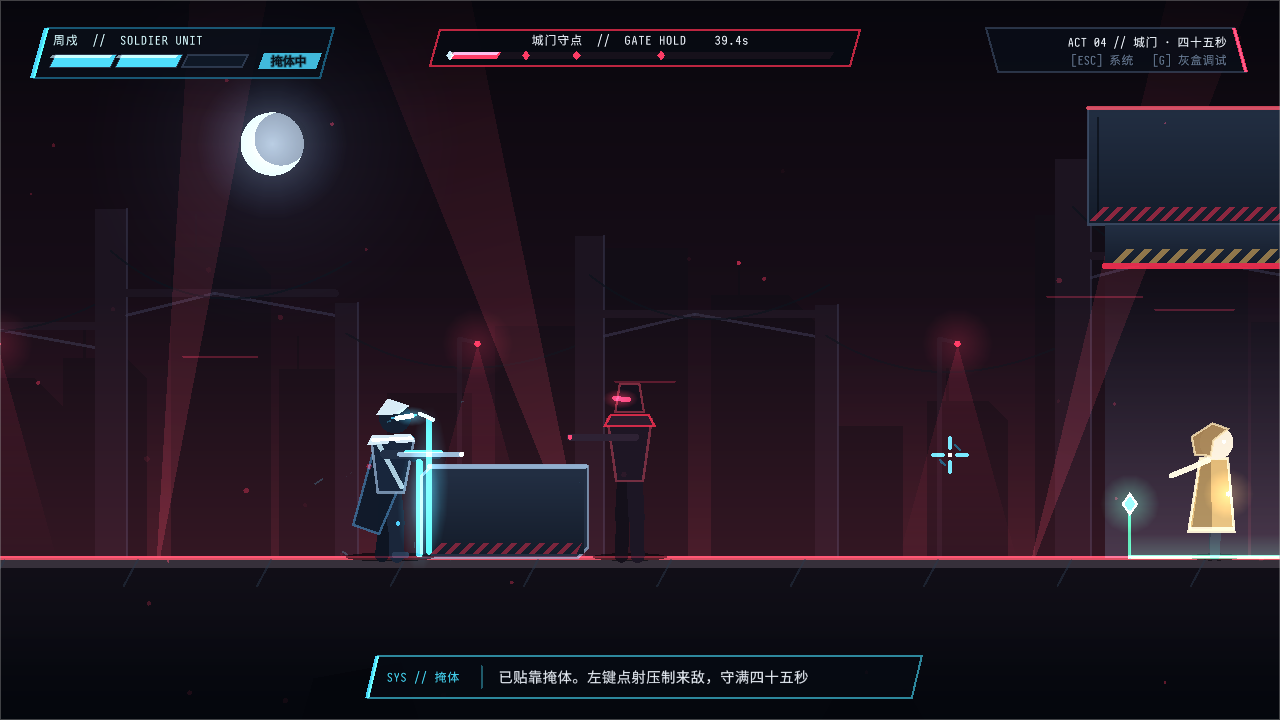 周戍 // SOLDIER UNIT
掩体中
城门守点 // GATE HOLD 39.4s
ACT 04 // 城门 · 四十五秒
[ESC] 系统 [G] 灰盒调试
SYS // 掩体
已贴靠掩体。左键点射压制来敌，守满四十五秒